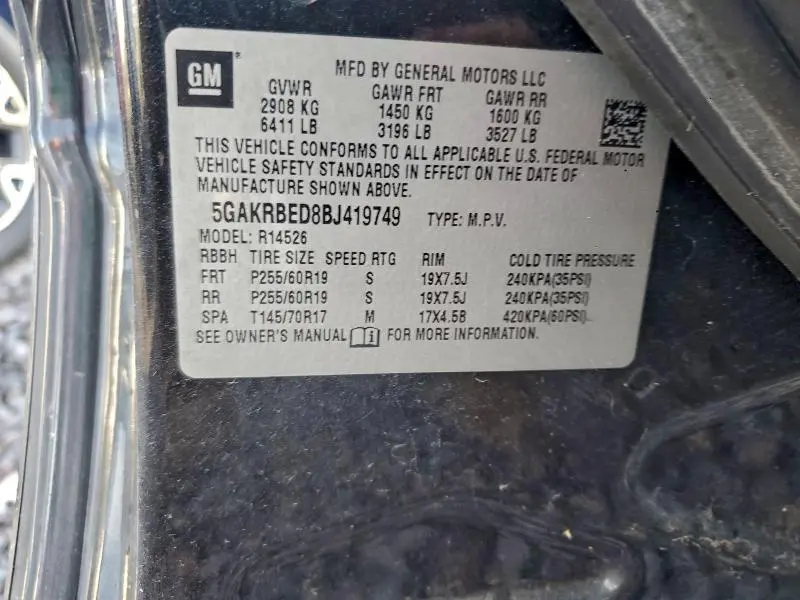 GM
MFD BY GENERAL MOTORS LLC
GVWR GAWR FRT GAWR RR
2908 KG 1450 KG 1600 KG
6411 LB 3196 LB 3527 LB
THIS VEHICLE CONFORMS TO ALL APPLICABLE U.S. FEDERAL MOTOR
VEHICLE SAFETY STANDARDS IN EFFECT ON THE DATE OF
MANUFACTURE SHOWN ABOVE.
5GAKRBED8BJ419749 TYPE: M.P.V.
MODEL: R14526
RBBH TIRE SIZE SPEED RTG RIM COLD TIRE PRESSURE
FRT P255/60R19 S 19X7.5J 240KPA(35PSI)
RR P255/60R19 S 19X7.5J 240KPA(35PSI)
SPA T145/70R17 M 17X4.5B 420KPA(60PSI)
SEE OWNER'S MANUAL FOR MORE INFORMATION.